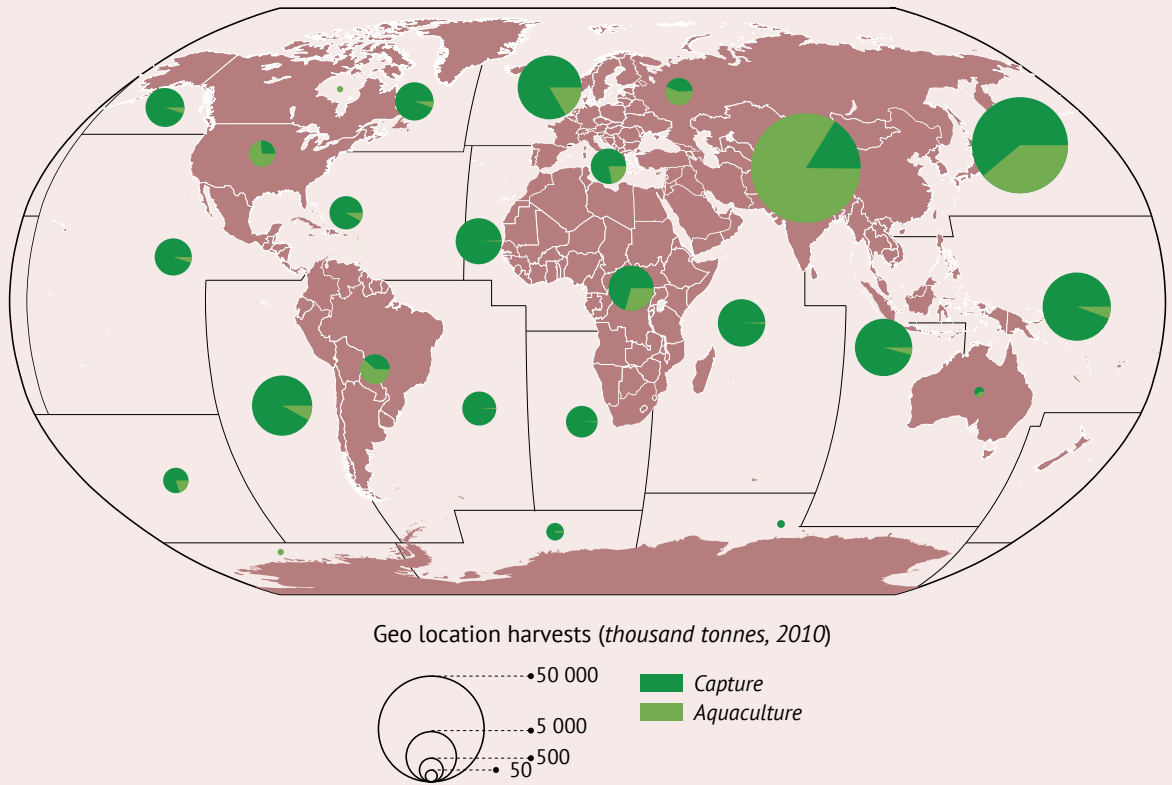 Geo location harvests (thousand tonnes, 2010)
50 000
5 000
500
50
Capture
Aquaculture